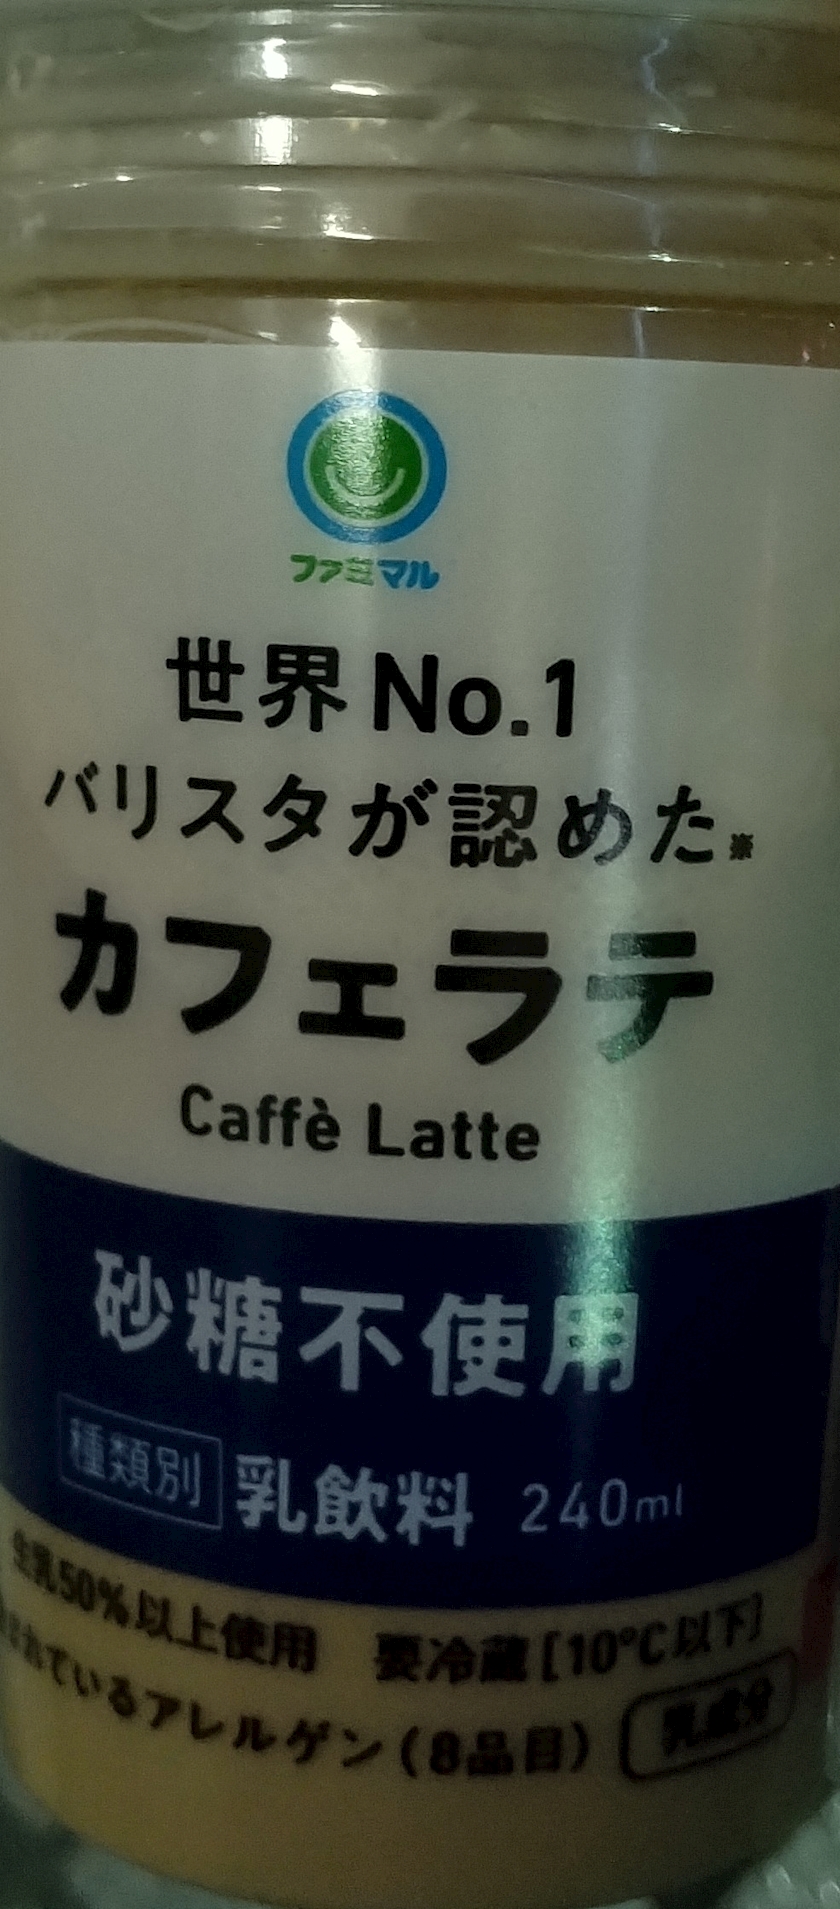 ファミマル
世界No.1
バリスタが認めた※
カフェラテ
Caffè Latte
砂糖不使用
種類別 乳飲料 240ml
生乳50%以上使用 要冷蔵[10℃以下]
まれているアレルゲン(8品目) 乳成分